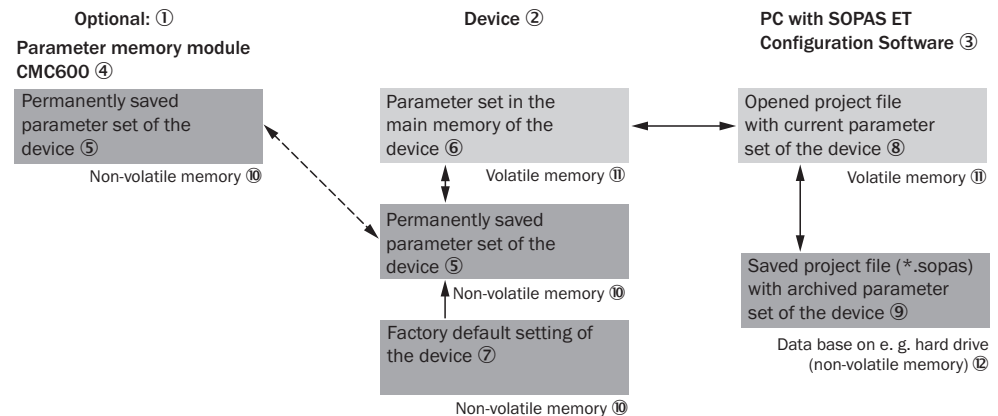 Optional: ①
Parameter memory module
CMC600 ④
Permanently saved
parameter set of the
device ⑤
Non-volatile memory ⑩
Device ②
Parameter set in the
main memory of the
device ⑥
Volatile memory ⑪
Permanently saved
parameter set of the
device ⑤
Non-volatile memory ⑩
Factory default setting of
the device ⑦
Non-volatile memory ⑩
PC with SOPAS ET
Configuration Software ③
Opened project file
with current parameter
set of the device ⑧
Volatile memory ⑪
Saved project file (*.sopas)
with archived parameter
set of the device ⑨
Data base on e. g. hard drive
(non-volatile memory) ⑫